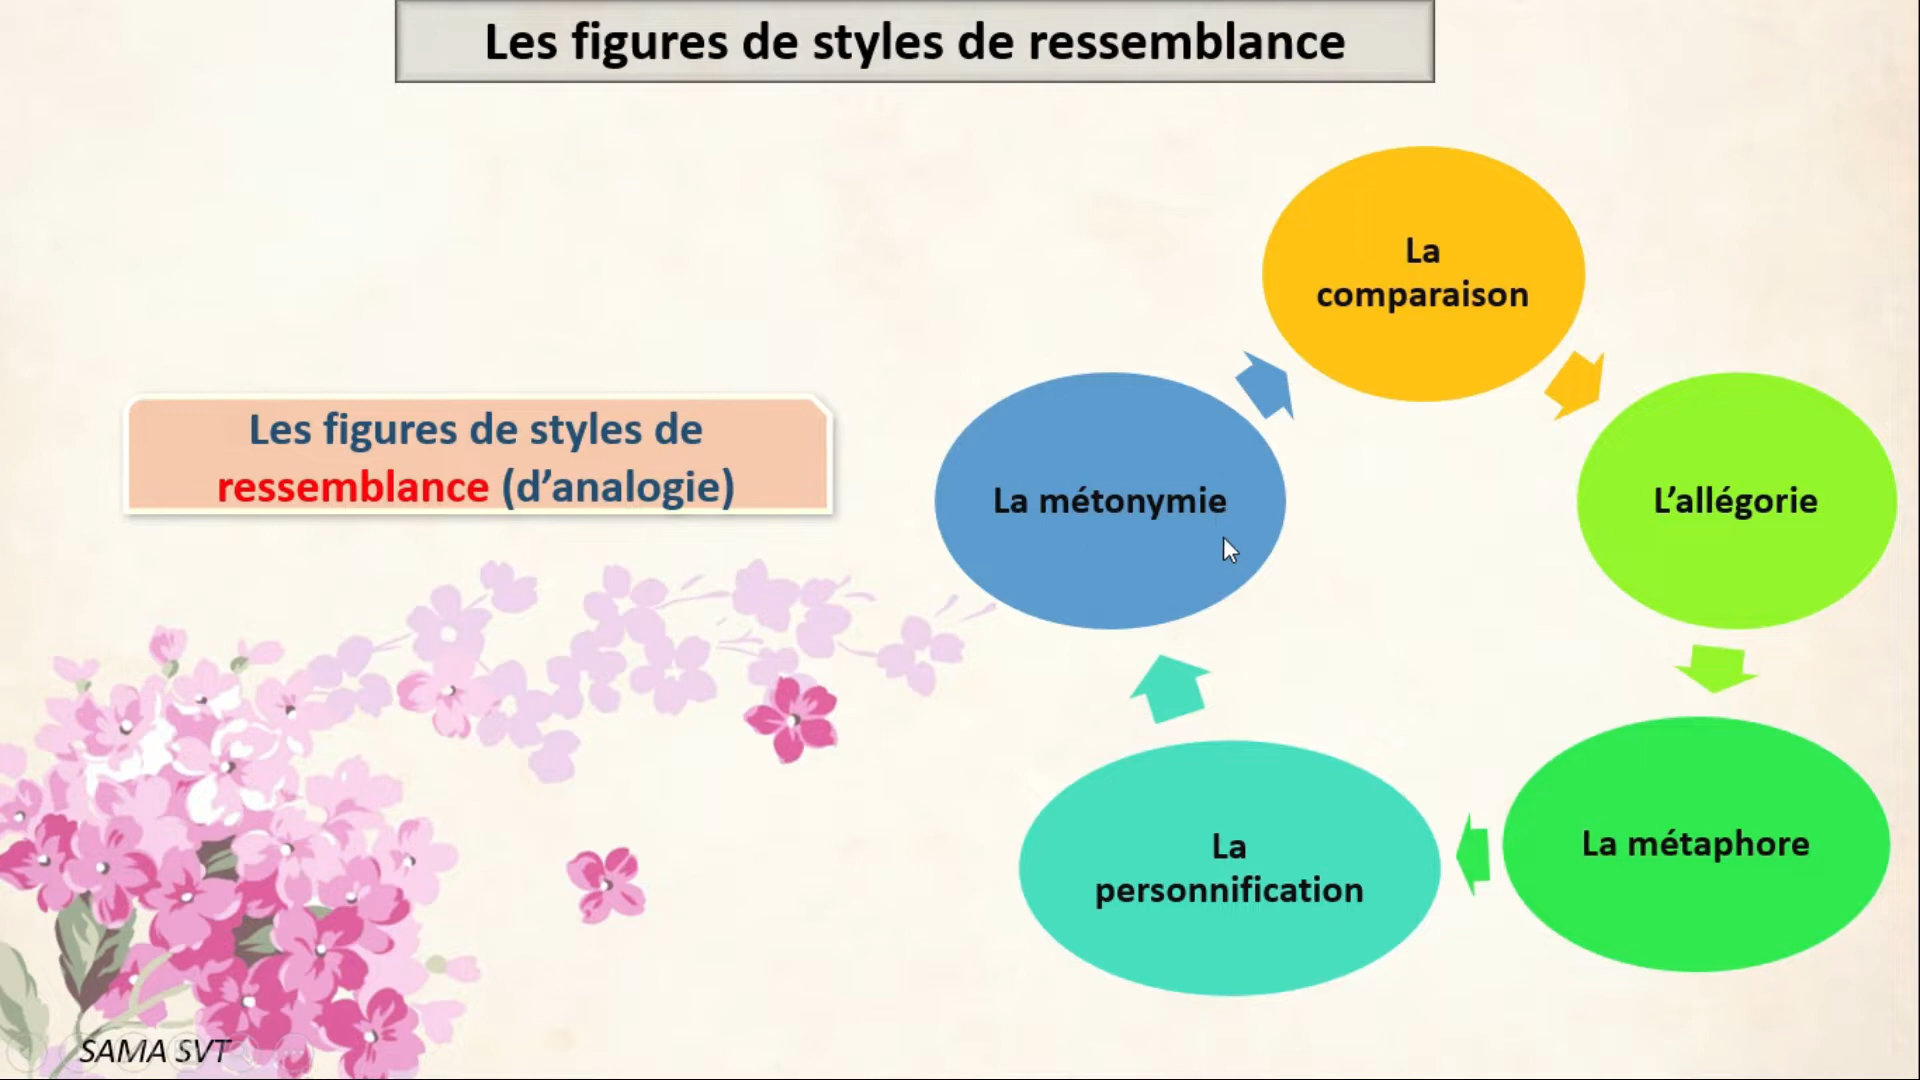 Les figures de styles de ressemblance
Les figures de styles de
ressemblance (d’analogie)
La
comparaison
L’allégorie
La métaphore
La
personnification
La métonymie
SAMA SVT